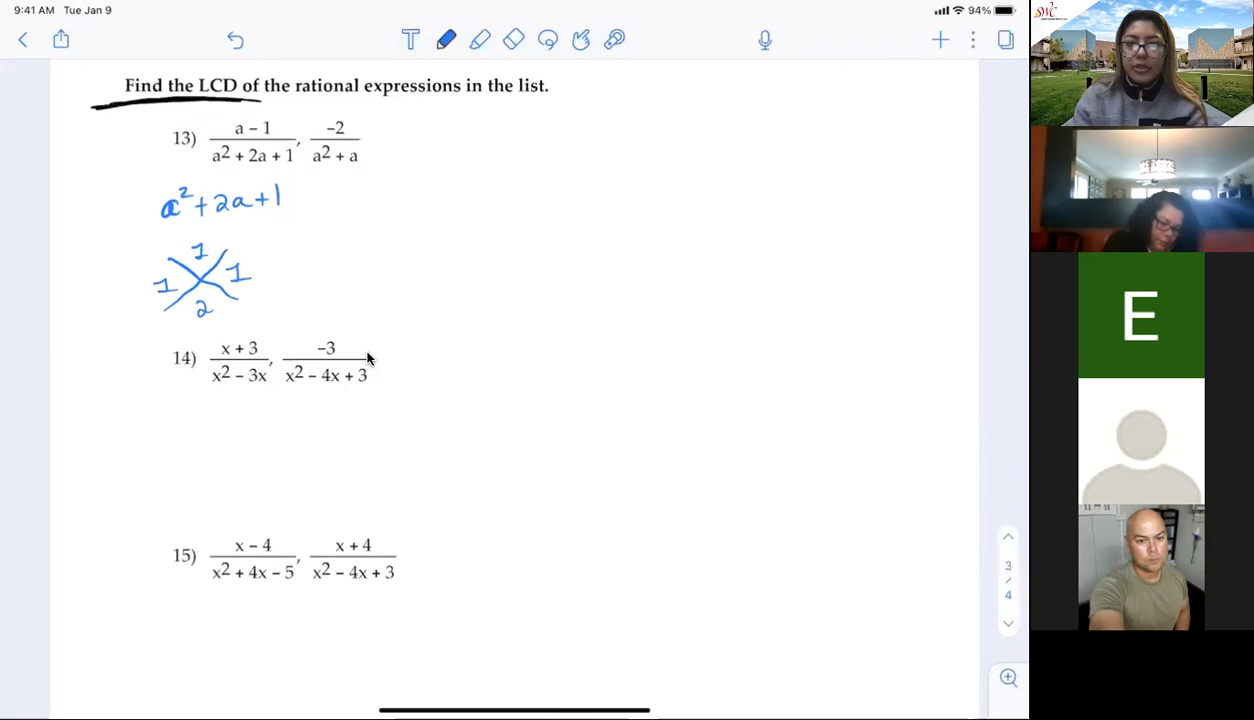 9:41 AM Tue Jan 9
94%
SWC
T
Find the LCD of the rational expressions in the list.
13) a – 1 / a2 + 2a + 1, –2 / a2 + a
a² + 2a + 1
1
1 1
2
14) x + 3 / x2 – 3x, –3 / x2 – 4x + 3
15) x – 4 / x2 + 4x – 5, x + 4 / x2 – 4x + 3
3
/
4
E